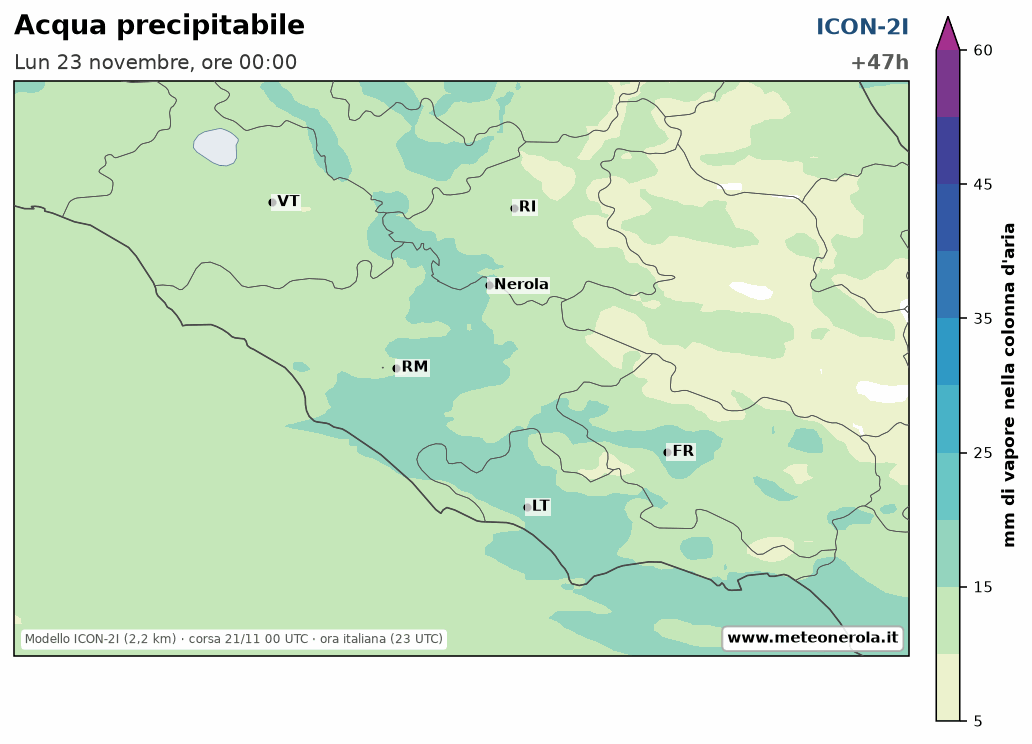 Acqua precipitabile
ICON-2I
Lun 23 novembre, ore 00:00
+47h
60
45
35
25
15
5
mm di vapore nella colonna d'aria
VT
RI
Nerola
RM
FR
LT
Modello ICON-2I (2,2 km) · corsa 21/11 00 UTC · ora italiana (23 UTC)
www.meteonerola.it